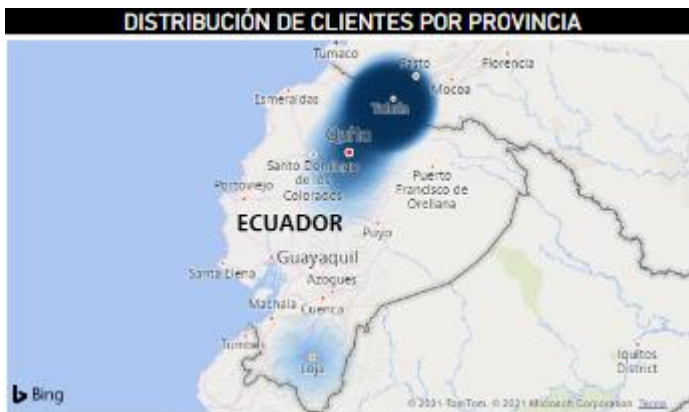 DISTRIBUCIÓN DE CLIENTES POR PROVINCIA
Tumaco
Pasto
Florencia
Mocoa
Esmeraldas
Tulcán
Quito
Santo Domingo
de los
Colorados
Puerto
Francisco de
Orellana
Portoviejo
ECUADOR
Puyo
Guayaquil
Santa Elena
Azogues
Machala
Cuenca
Loja
Iquitos
District
Bing
© 2021 TomTom, © 2021 Microsoft Corporation Terms